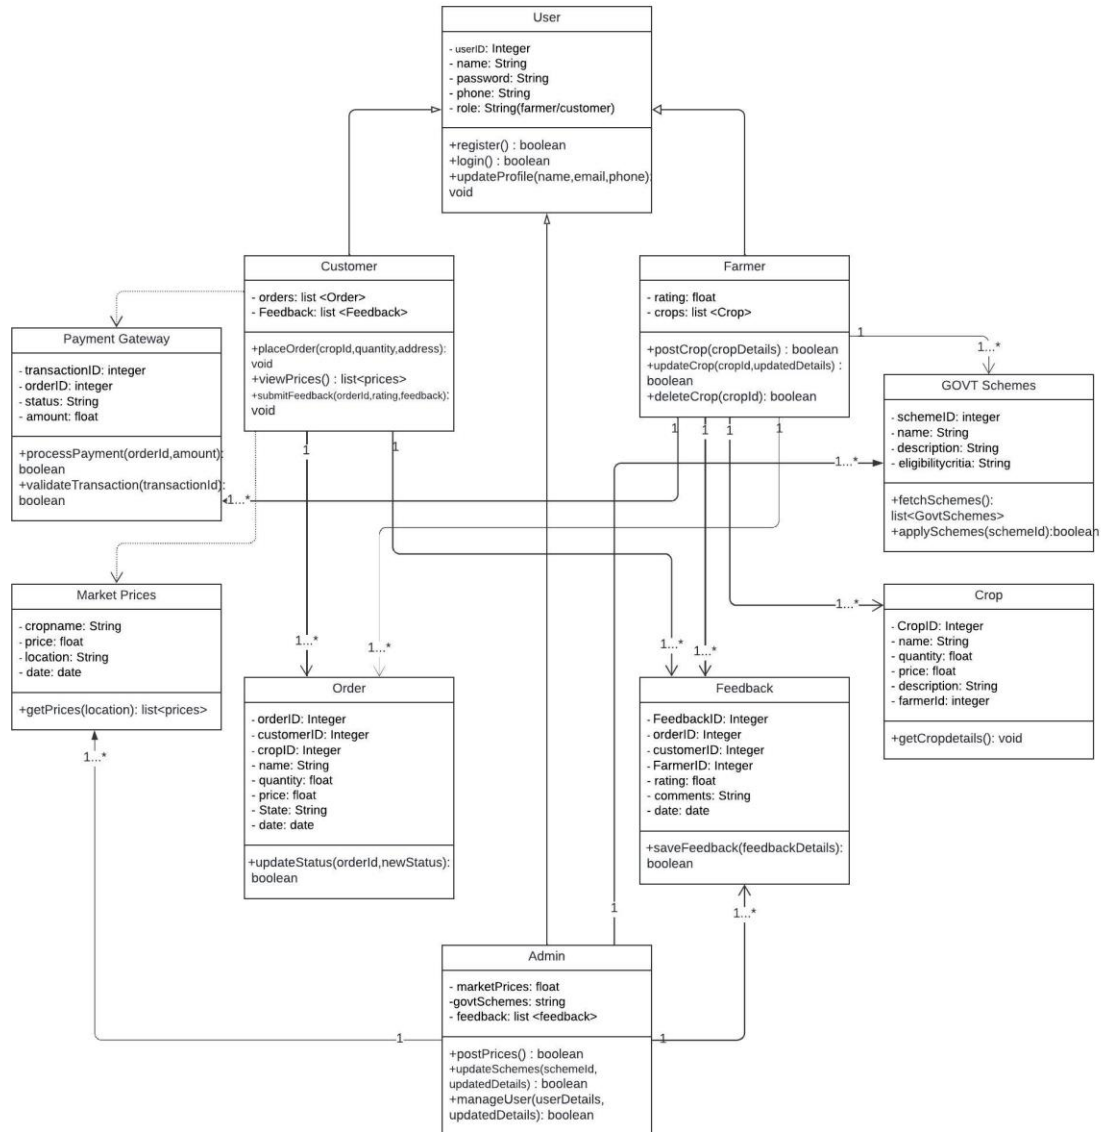 User
- userID: Integer
- name: String
- password: String
- phone: String
- role: String(farmer/customer)
+register() : boolean
+login() : boolean
+updateProfile(name,email,phone):
void
Customer
- orders: list <Order>
- Feedback: list <Feedback>
+placeOrder(cropId,quantity,address):
void
+viewPrices() : list<prices>
+submitFeedback(orderId,rating,feedback):
void
Farmer
- rating: float
- crops: list <Crop>
+postCrop(cropDetails) : boolean
+updateCrop(cropId,updatedDetails) :
boolean
+deleteCrop(cropId): boolean
Payment Gateway
- transactionID: integer
- orderID: integer
- status: String
- amount: float
+processPayment(orderId,amount):
boolean
+validateTransaction(transactionId):
boolean
GOVT Schemes
- schemeID: integer
- name: String
- description: String
- eligibilitycritia: String
+fetchSchemes():
list<GovtSchemes>
+applySchemes(schemeId):boolean
1
1...*
1
1
1
1
1
1
1...*
1...*
Market Prices
- cropname: String
- price: float
- location: String
- date: date
+getPrices(location): list<prices>
Crop
- CropID: Integer
- name: String
- quantity: float
- price: float
- description: String
- farmerId: integer
+getCropdetails(): void
1...*
1...*
1...*
1...*
1...*
Order
- orderID: Integer
- customerID: Integer
- cropID: Integer
- name: String
- quantity: float
- price: float
- State: String
- date: date
+updateStatus(orderId,newStatus):
boolean
Feedback
- FeedbackID: Integer
- orderID: Integer
- customerID: Integer
- FarmerID: Integer
- rating: float
- comments: String
- date: date
+saveFeedback(feedbackDetails):
boolean
1...*
1...*
1
1
1
Admin
- marketPrices: float
-govtSchemes: string
- feedback: list <feedback>
+postPrices() : boolean
+updateSchemes(schemeId,
updatedDetails) : boolean
+manageUser(userDetails,
updatedDetails): boolean